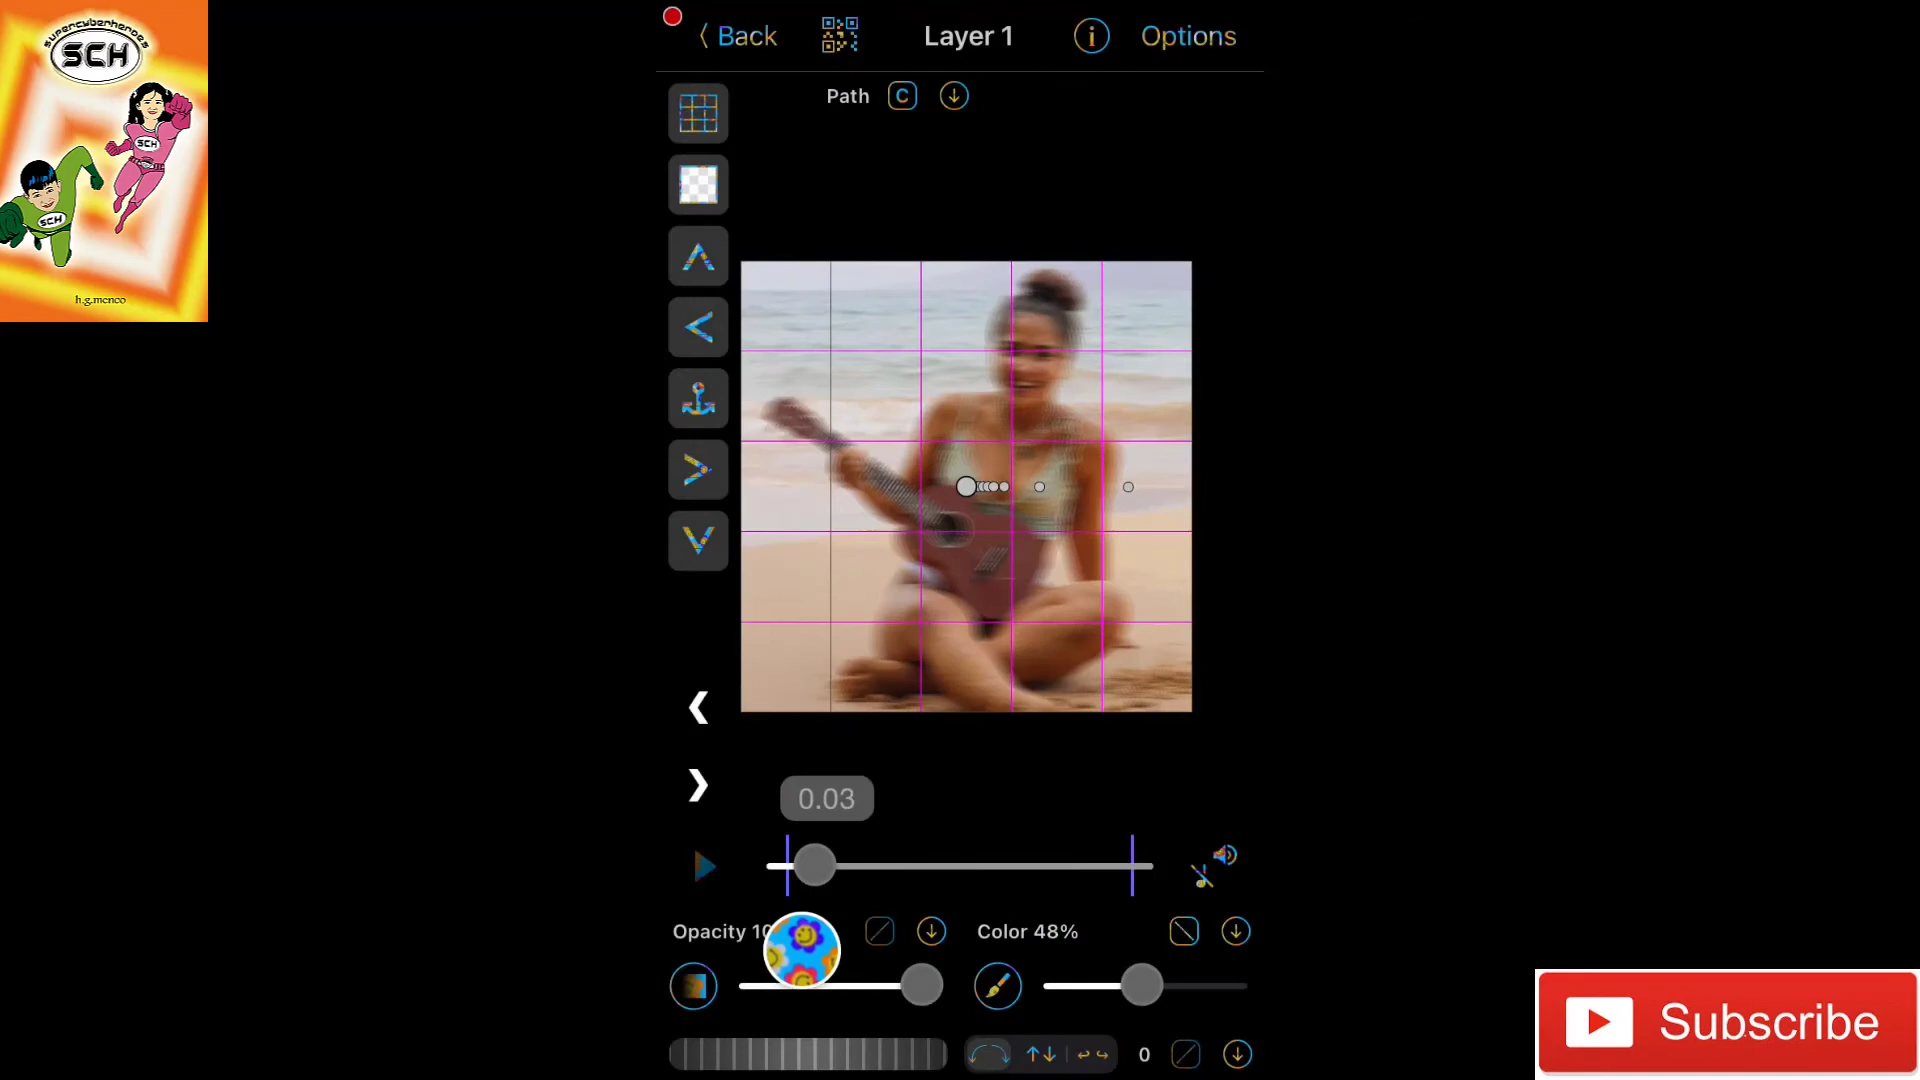 SUPERCYBERHEROES
SCH
SCH
SCH
h.g.menco
Back
Layer 1
i
Options
Path
C
0.03
Opacity 10
Color 48%
0
Subscribe